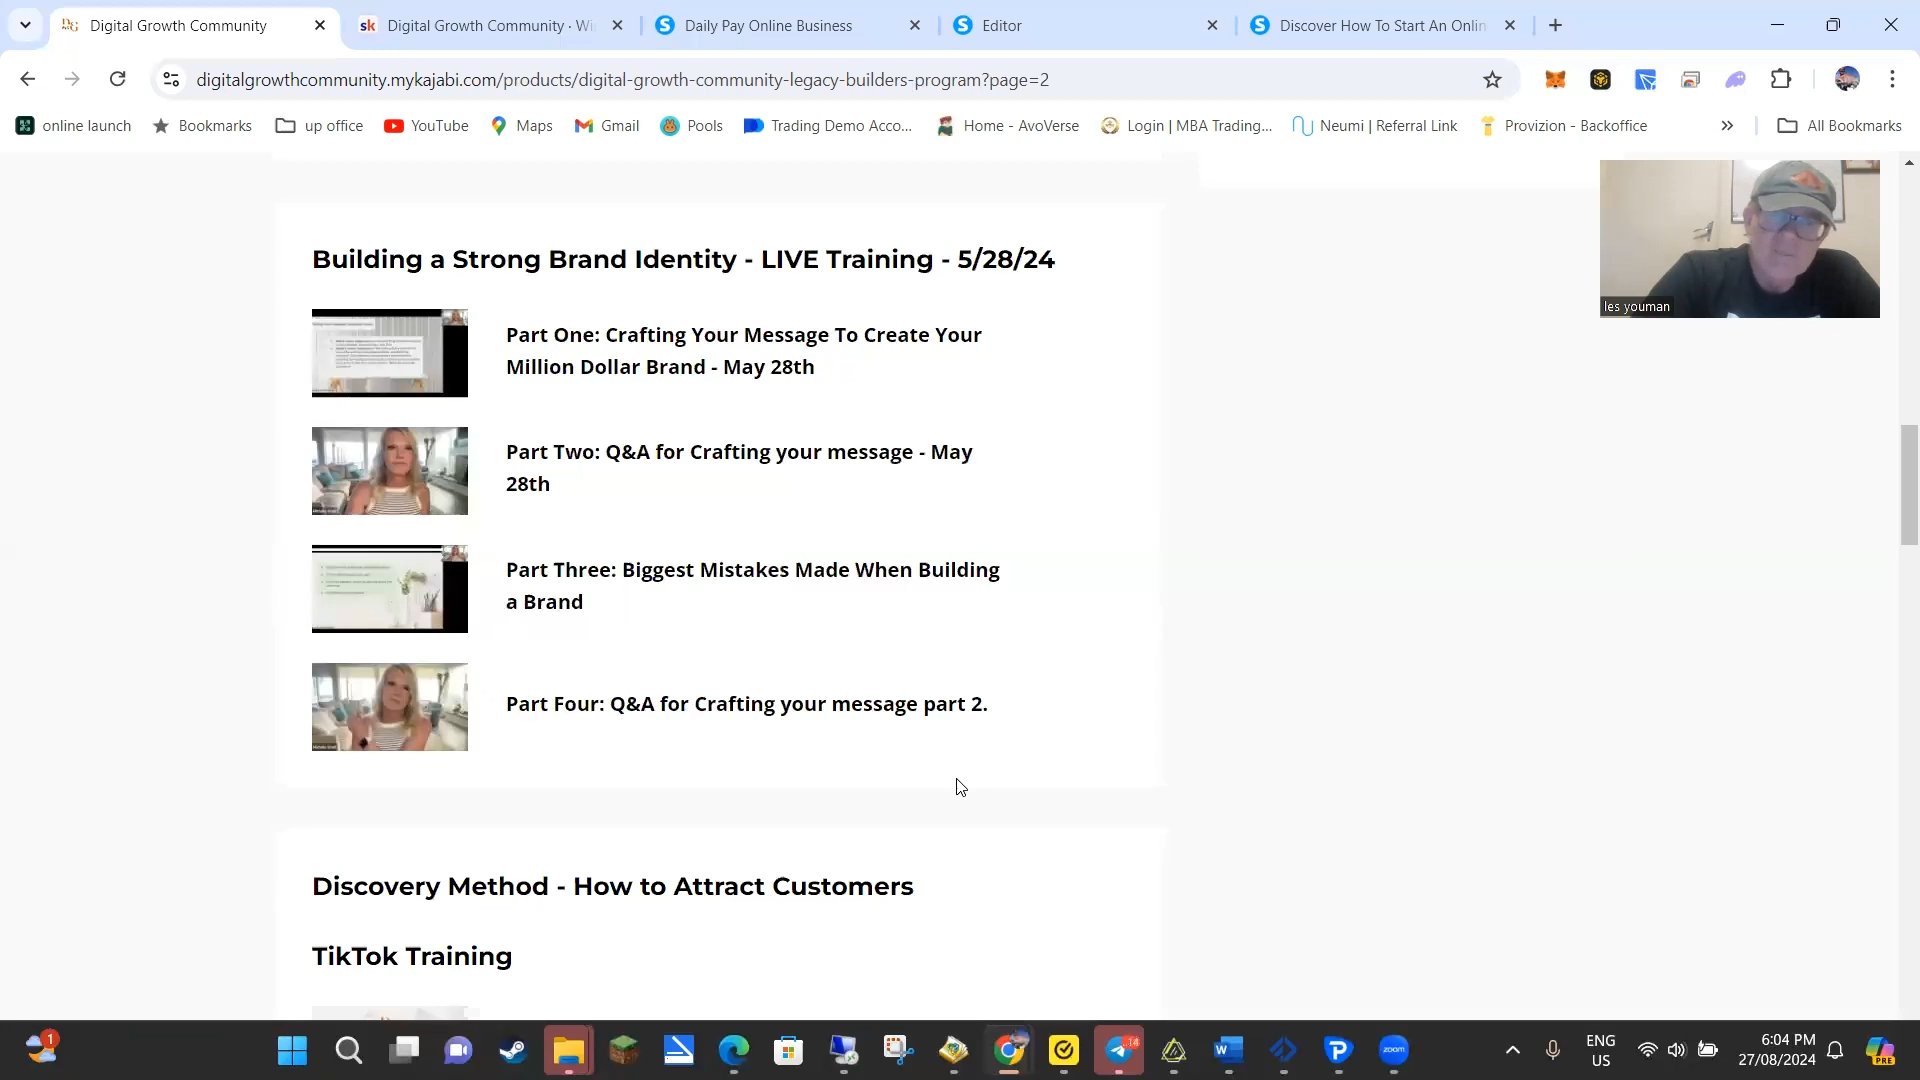 Digital Growth Community
sk Digital Growth Community · Wi
Daily Pay Online Business
Editor
Discover How To Start An Onlin
digitalgrowthcommunity.mykajabi.com/products/digital-growth-community-legacy-builders-program?page=2
online launch
Bookmarks
up office
YouTube
Maps
Gmail
Pools
Trading Demo Acco...
Home - AvoVerse
Login | MBA Trading...
Neumi | Referral Link
Provizion - Backoffice
All Bookmarks
les youman
Building a Strong Brand Identity - LIVE Training - 5/28/24
Part One: Crafting Your Message To Create Your
Million Dollar Brand - May 28th
Part Two: Q&A for Crafting your message - May
28th
Part Three: Biggest Mistakes Made When Building
a Brand
Part Four: Q&A for Crafting your message part 2.
Discovery Method - How to Attract Customers
TikTok Training
1
14
zoom
ENG
US
6:04 PM
27/08/2024
PRE